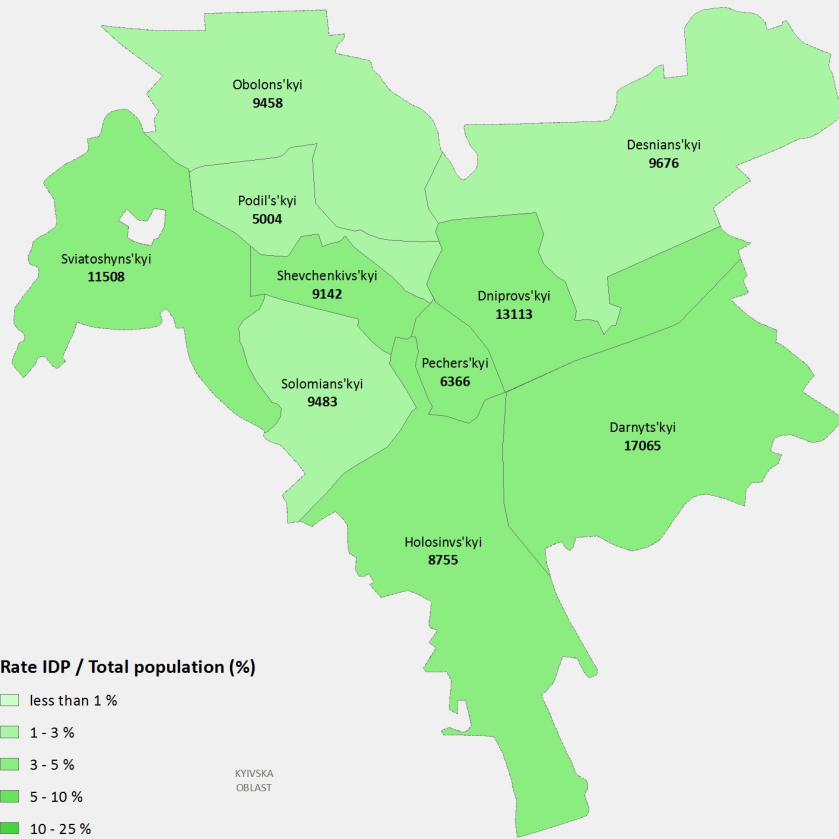 Obolons'kyi
9458
Desnians'kyi
9676
Podil's'kyi
5004
Sviatoshyns'kyi
11508
Shevchenkivs'kyi
9142
Dniprovs'kyi
13113
Pechers'kyi
6366
Solomians'kyi
9483
Darnyts'kyi
17065
Holosinvs'kyi
8755
Rate IDP / Total population (%)
less than 1 %
1 - 3 %
3 - 5 %
5 - 10 %
10 - 25 %
KYIVSKA
OBLAST